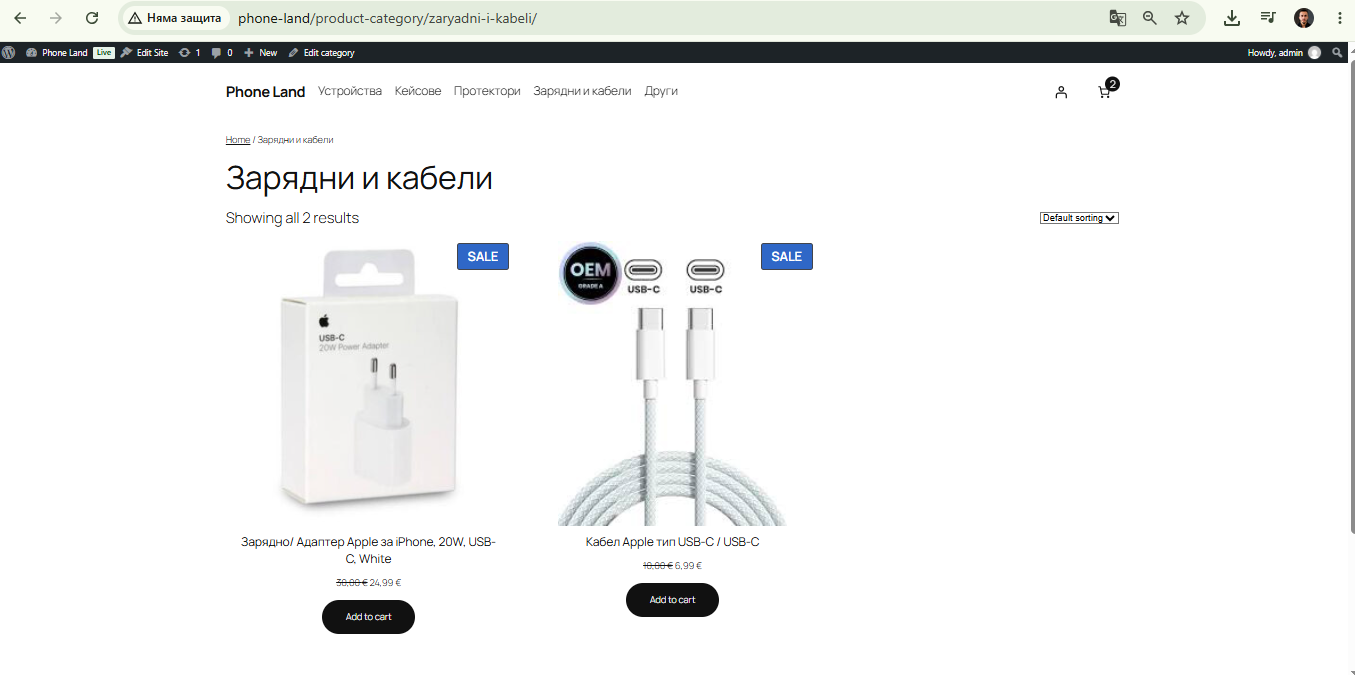 Няма защита
phone-land/product-category/zaryadni-i-kabeli/
Phone Land Live Edit Site 1 0 New Edit category
Howdy, admin
Phone Land Устройства Кейсове Протектори Зарядни и кабели Други
2
Home / Зарядни и кабели
Зарядни и кабели
Showing all 2 results
Default sorting
SALE
USB-C
20W Power Adapter
SALE
OEM
GRADE A
USB-C USB-C
Зарядно/ Адаптер Apple за iPhone, 20W, USB-
C, White
30,00 € 24,99 €
Add to cart
Кабел Apple тип USB-C / USB-C
10,00 € 6,99 €
Add to cart